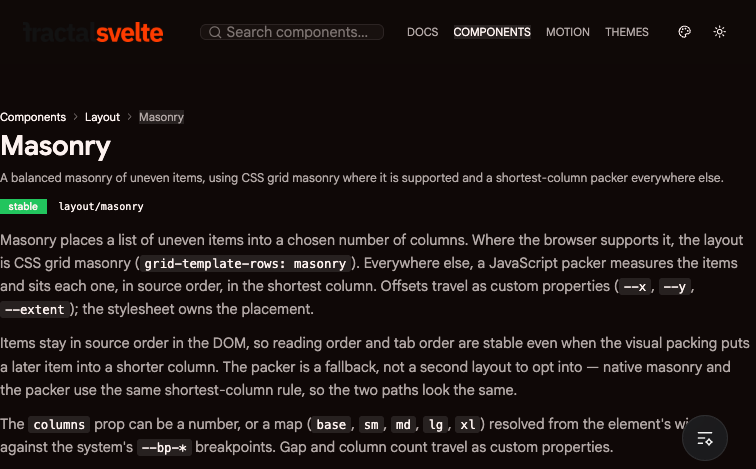 fractalsvelte
Search components...
DOCS
COMPONENTS
MOTION
THEMES
Components > Layout > Masonry
Masonry
A balanced masonry of uneven items, using CSS grid masonry where it is supported and a shortest-column packer everywhere else.
stable layout/masonry
Masonry places a list of uneven items into a chosen number of columns. Where the browser supports it, the layout
is CSS grid masonry (grid-template-rows: masonry). Everywhere else, a JavaScript packer measures the items
and sits each one, in source order, in the shortest column. Offsets travel as custom properties (--x, --y,
--extent); the stylesheet owns the placement.
Items stay in source order in the DOM, so reading order and tab order are stable even when the visual packing puts
a later item into a shorter column. The packer is a fallback, not a second layout to opt into — native masonry and
the packer use the same shortest-column rule, so the two paths look the same.
The columns prop can be a number, or a map (base, sm, md, lg, xl) resolved from the element's
against the system's --bp-* breakpoints. Gap and column count travel as custom properties.